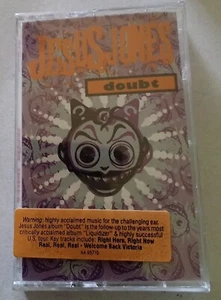 JESUS JONES
doubt
Warning: highly acclaimed music for the challenging ear.
Jesus Jones album "Doubt" is the follow-up to the years most
critically acclaimed album "Liquidizer" & highly successful
U.S. tour. Key tracks include: Right Here, Right Now
Real, Real, Real - Welcome Back Victoria